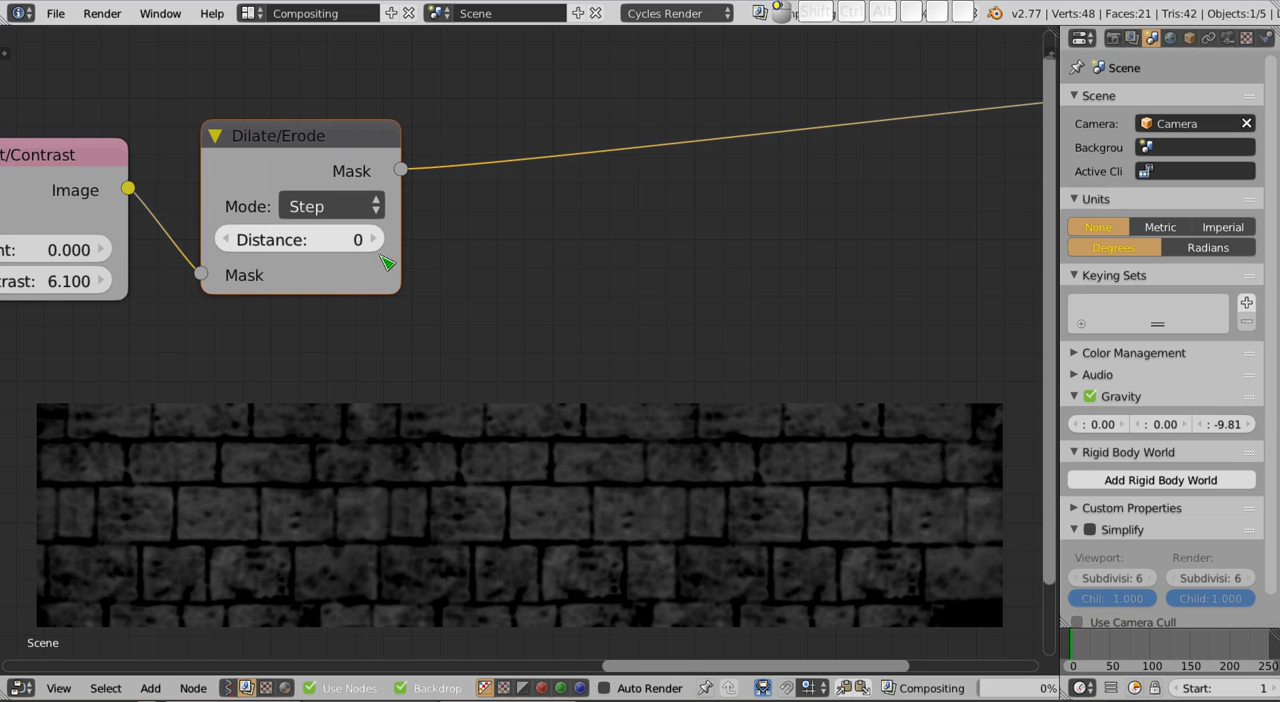 File Render Window Help Compositing Scene Cycles Render Shift Ctrl Alt v2.77 | Verts:48 | Faces:21 | Tris:42 | Objects:1/5 |
Scene
Scene
Camera: Camera
Backgrou
Active Cli
Units
None Metric Imperial
Degrees Radians
Keying Sets
Color Management
Audio
Gravity
: 0.00 : 0.00 : -9.81
Rigid Body World
Add Rigid Body World
Custom Properties
Simplify
Viewport: Render:
Subdivisi: 6 Subdivisi: 6
Chil: 1.000 Child: 1.000
Use Camera Cull
t/Contrast
Image
nt: 0.000
trast: 6.100
Dilate/Erode
Mask
Mode: Step
Distance: 0
Mask
Scene
0 50 100 150 200 250
View Select Add Node Use Nodes Backdrop Auto Render Compositing 0% Start: 1